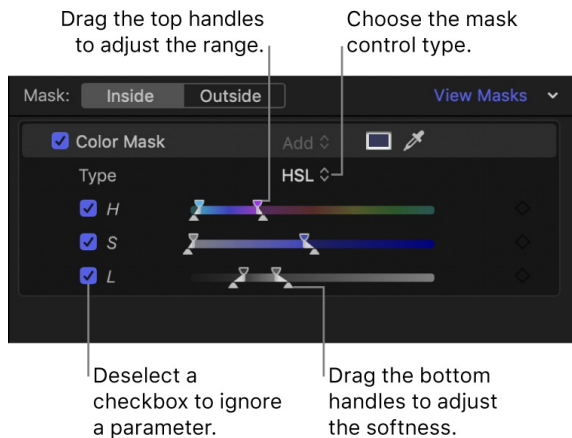 Drag the top handles
to adjust the range.
Choose the mask
control type.
Mask:
Inside
Outside
View Masks
Color Mask
Add
Type
HSL
H
S
L
Deselect a
checkbox to ignore
a parameter.
Drag the bottom
handles to adjust
the softness.